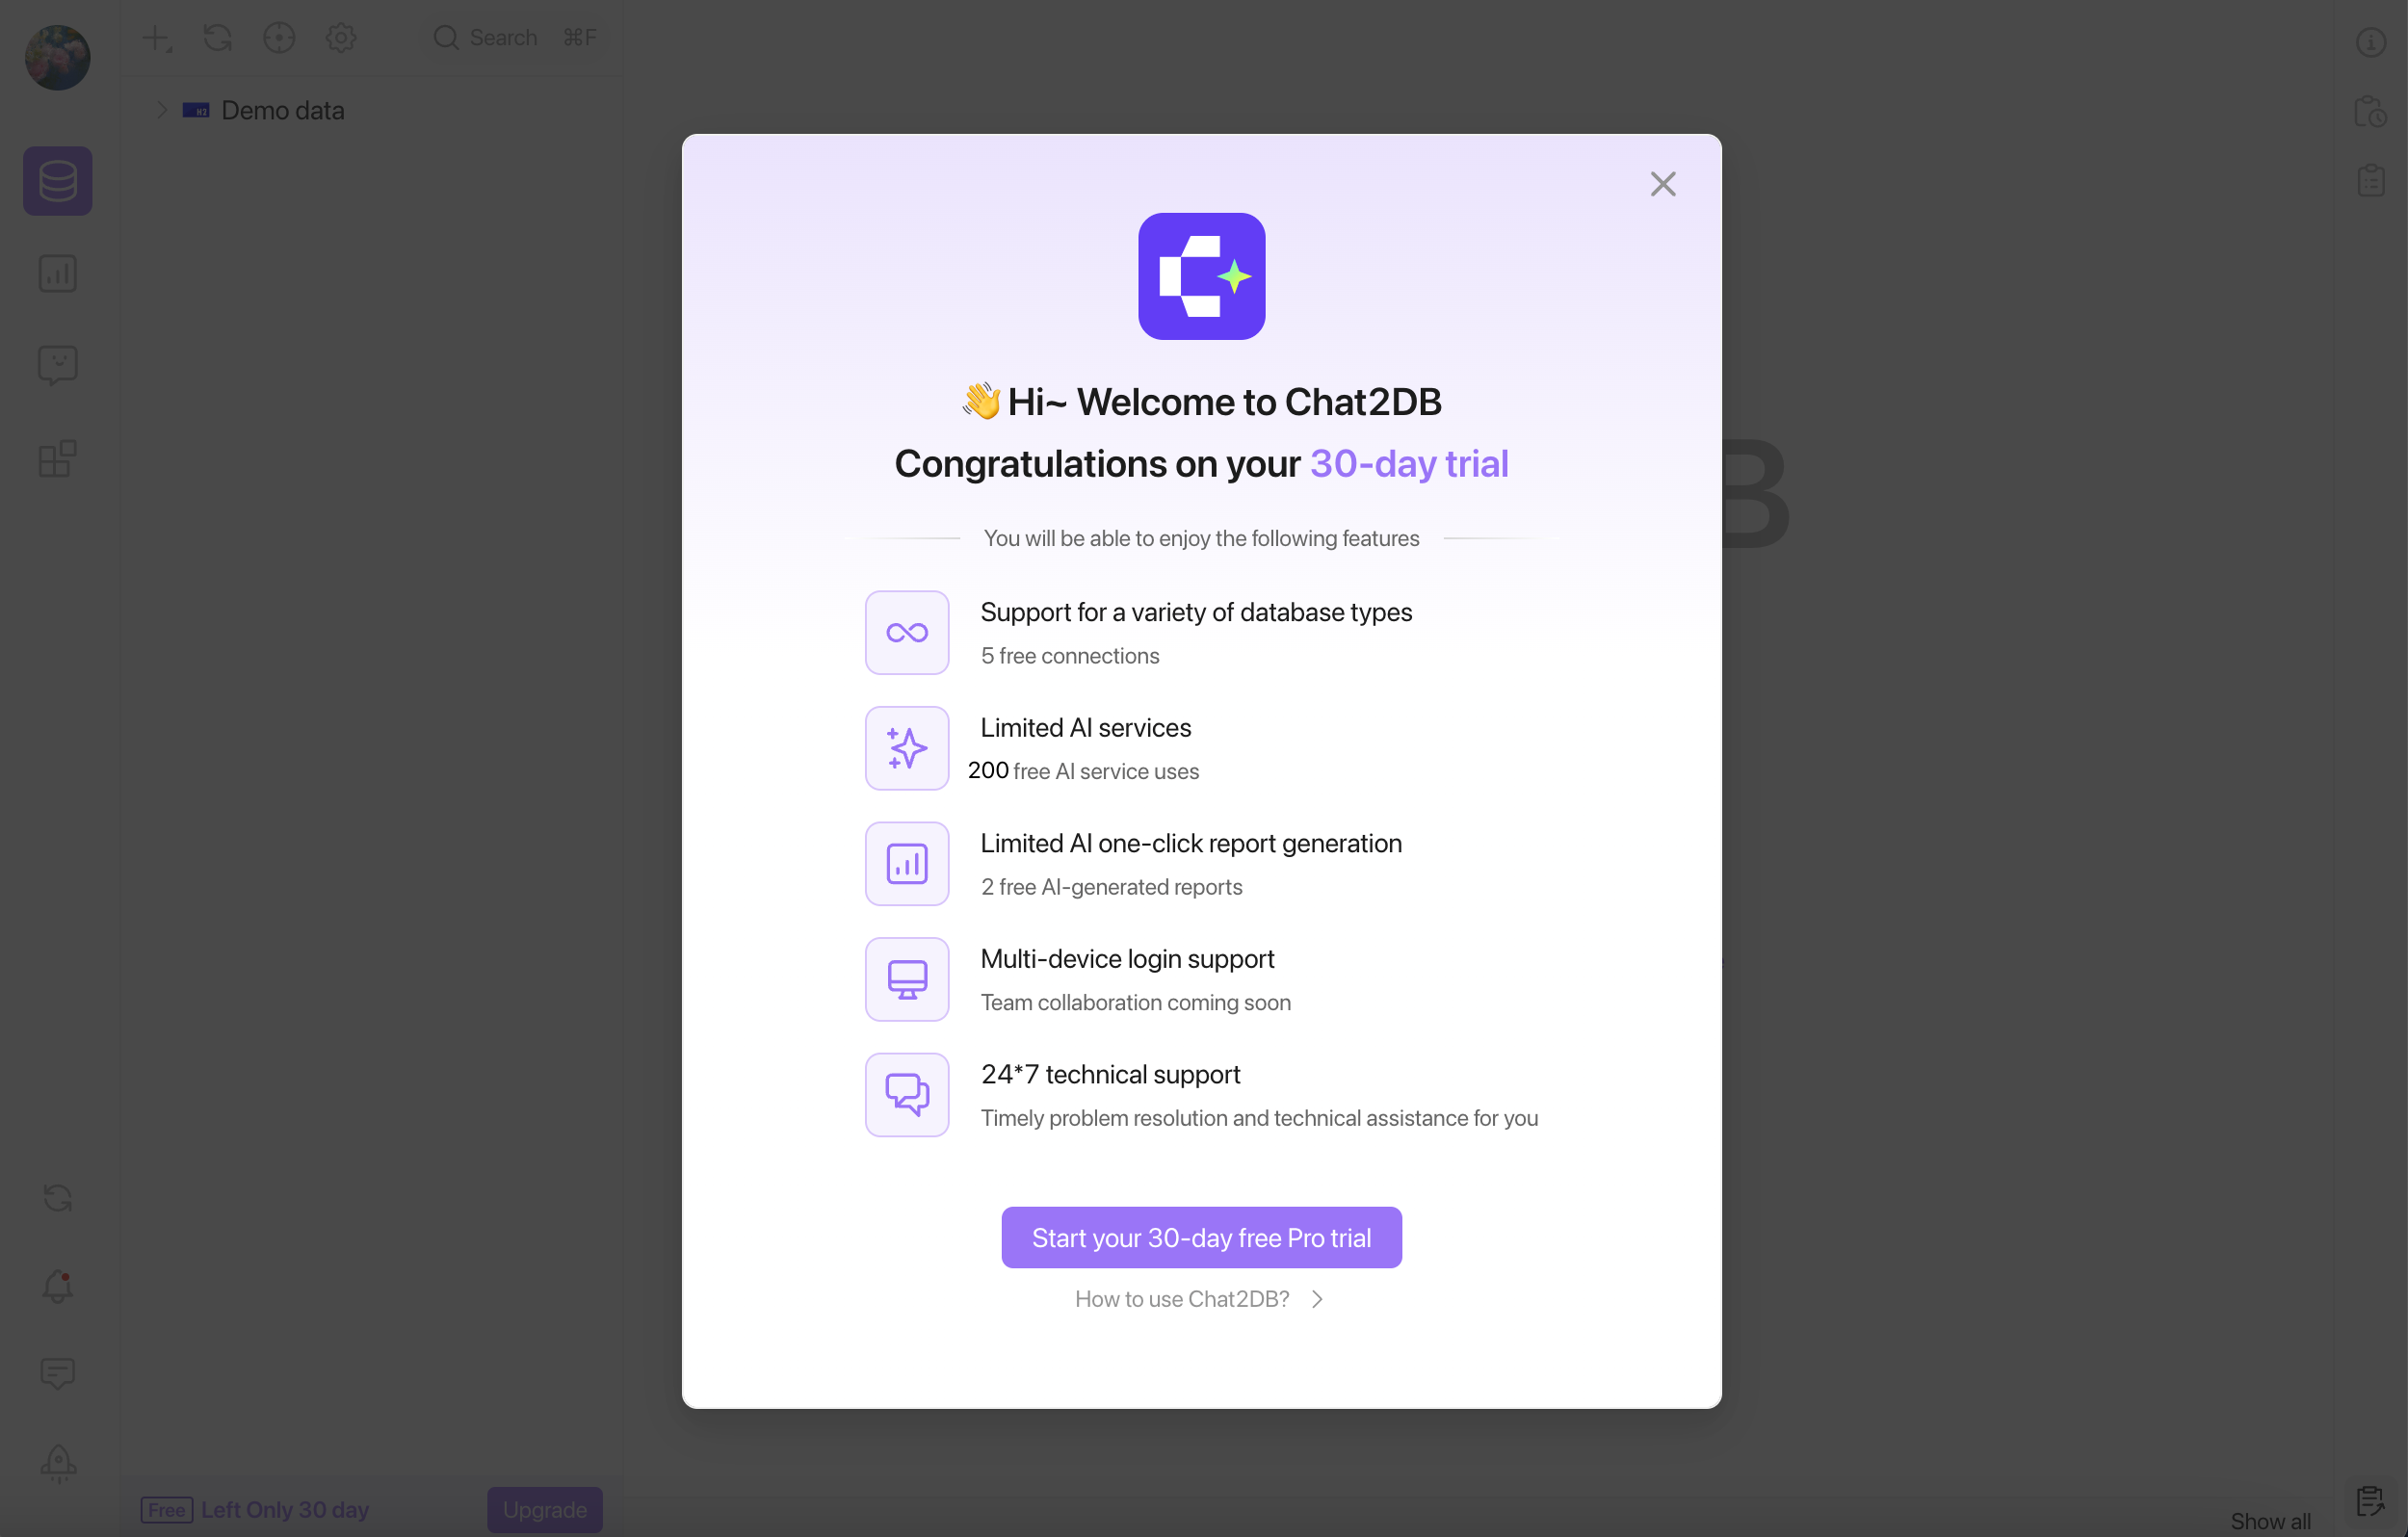 Search ⌘F
Demo data
👋 Hi~ Welcome to Chat2DB
Congratulations on your 30-day trial
You will be able to enjoy the following features
Support for a variety of database types
5 free connections
Limited AI services
200 free AI service uses
Limited AI one-click report generation
2 free AI-generated reports
Multi-device login support
Team collaboration coming soon
24*7 technical support
Timely problem resolution and technical assistance for you
Start your 30-day free Pro trial
How to use Chat2DB?
B
Free Left Only 30 day
Upgrade
Show all